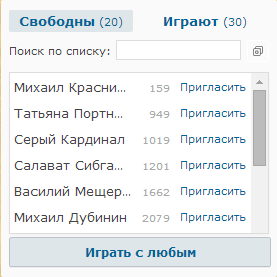 Свободны (20) Играют (30)
Поиск по списку:
Михаил Красни... 159 Пригласить
Татьяна Портн... 949 Пригласить
Серый Кардинал 1019 Пригласить
Салават Сибга... 1201 Пригласить
Василий Мещер... 1662 Пригласить
Михаил Дубинин 2079 Пригласить
Играть с любым